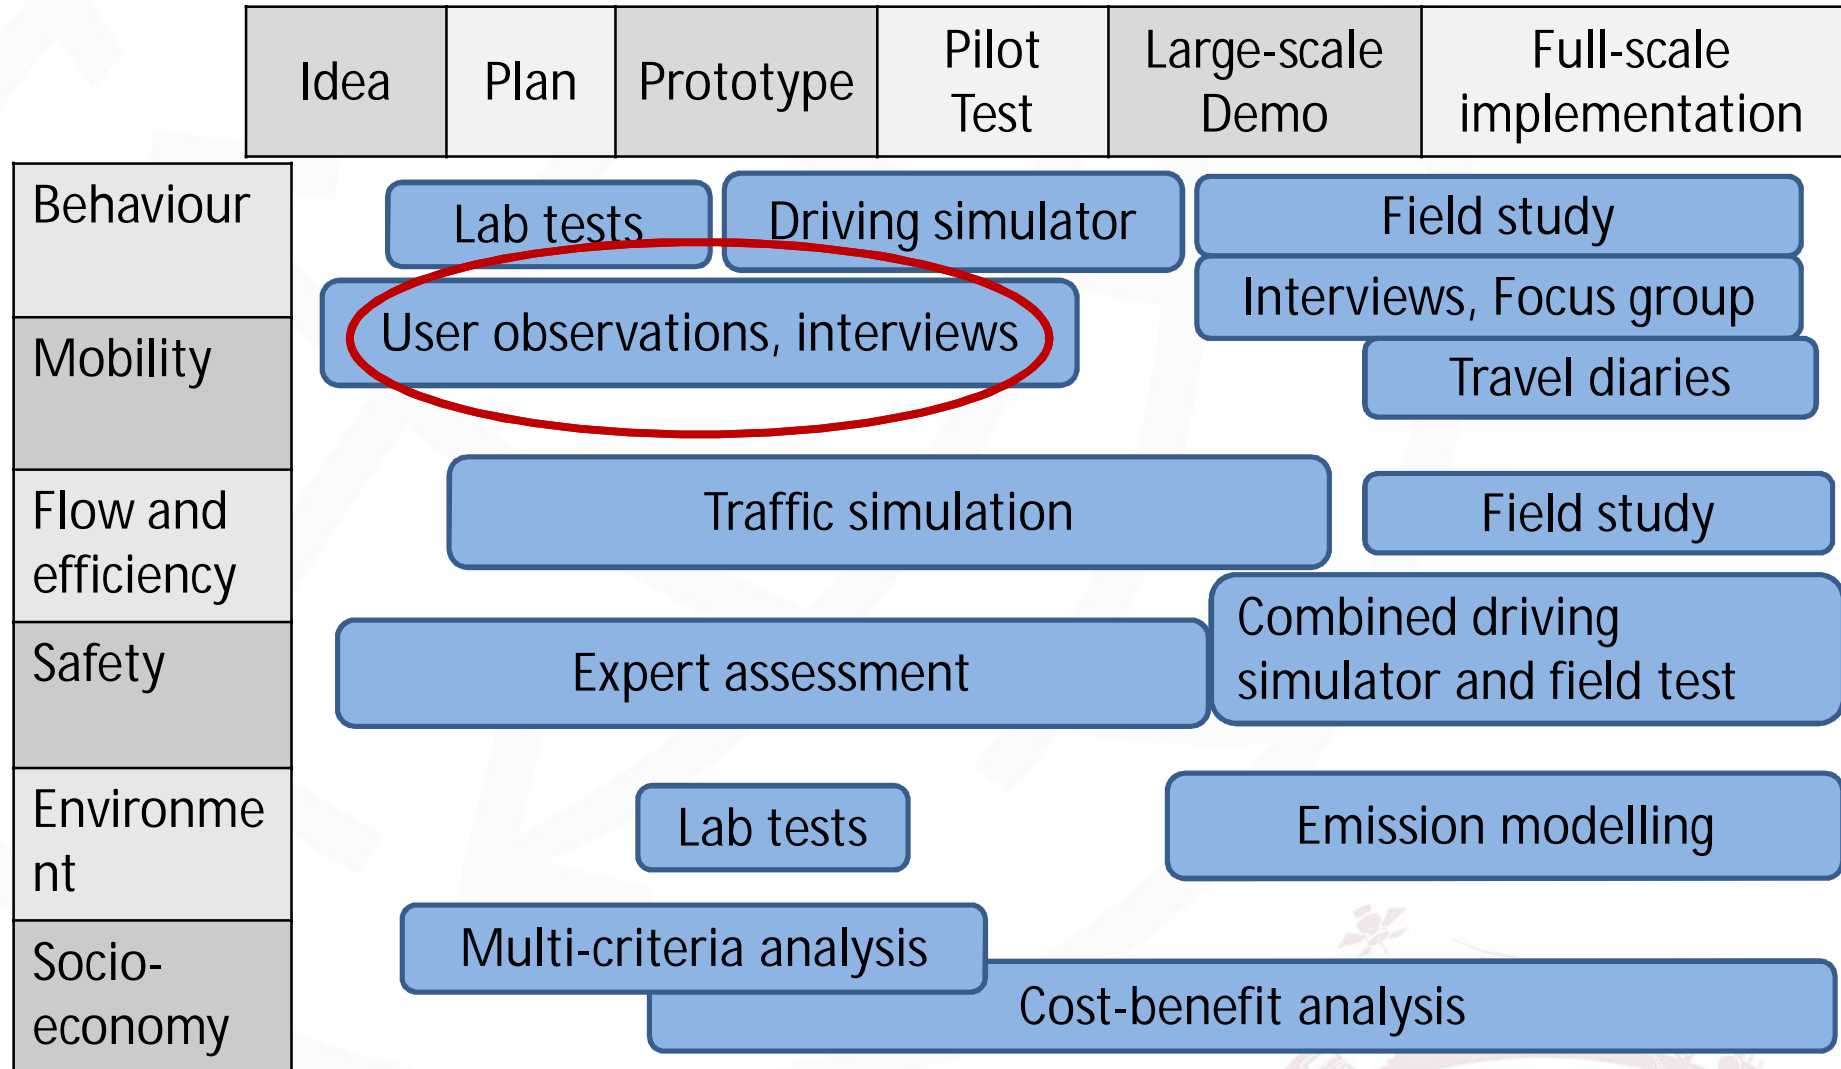 Idea
Plan
Prototype
Pilot
Test
Large-scale
Demo
Full-scale
implementation
Behaviour
Lab tests
Driving simulator
Field study
User observations, interviews
Interviews, Focus group
Mobility
Travel diaries
Flow and
efficiency
Traffic simulation
Field study
Safety
Expert assessment
Combined driving
simulator and field test
Environme
nt
Lab tests
Emission modelling
Socio-
economy
Multi-criteria analysis
Cost-benefit analysis